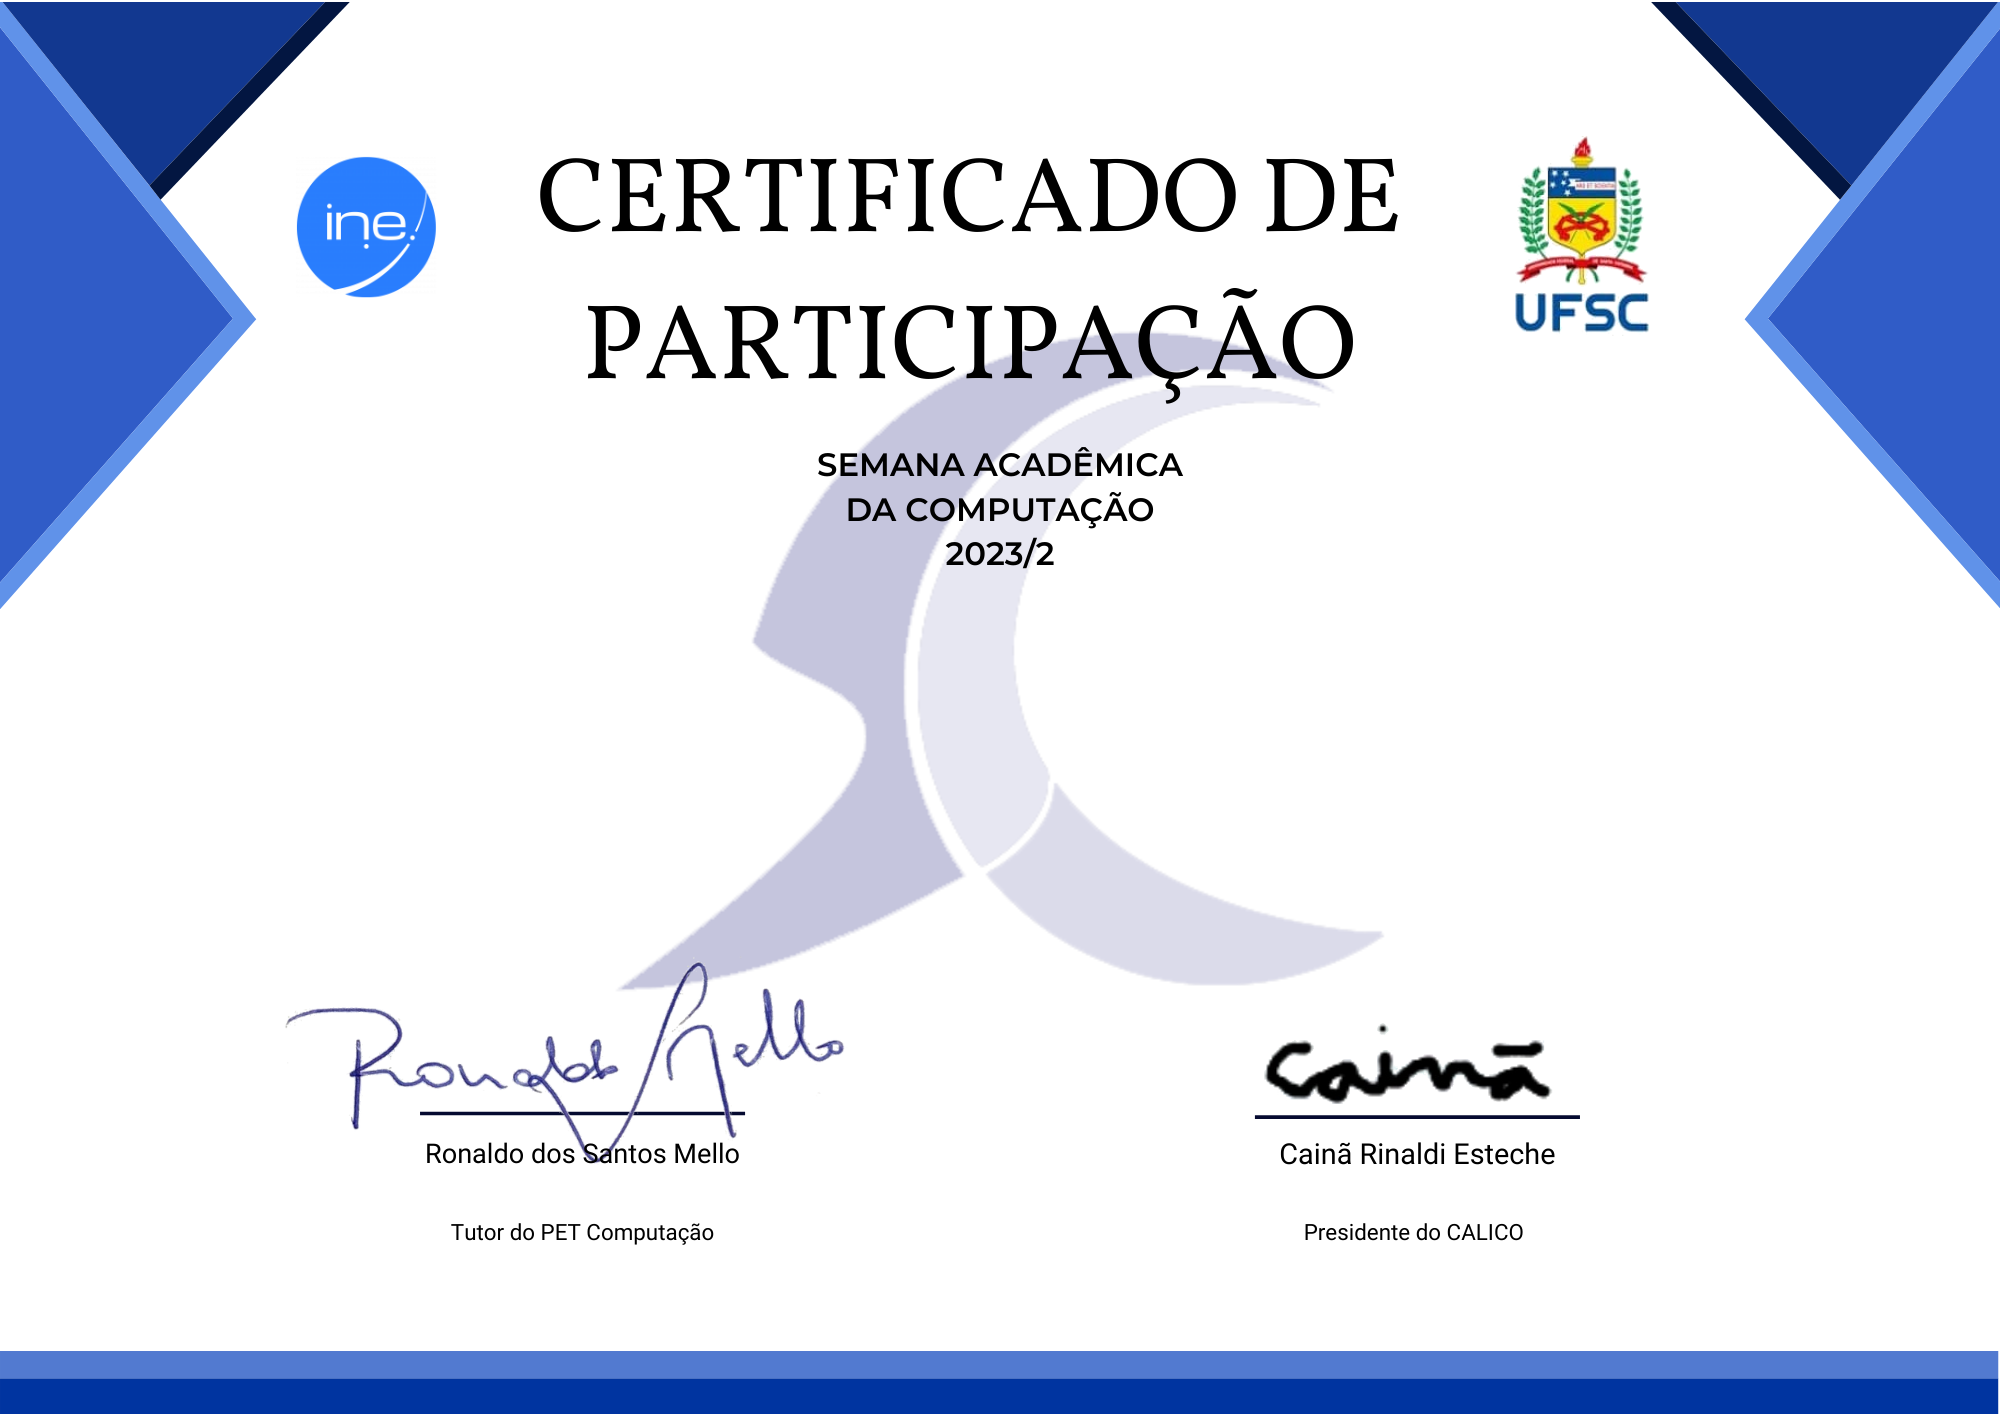 CERTIFICADO DE
PARTICIPAÇÃO
ine
UFSC
SEMANA ACADÊMICA
DA COMPUTAÇÃO
2023/2
Ronaldo Mello
Cainã
Ronaldo dos Santos Mello
Cainã Rinaldi Esteche
Tutor do PET Computação
Presidente do CALICO